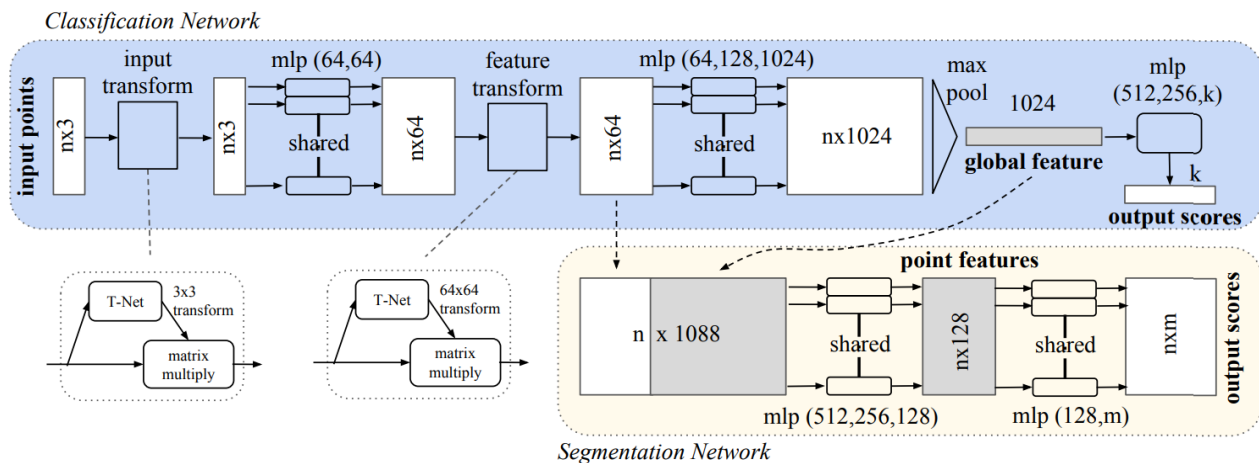 Classification Network
input points
nx3
input
transform
nx3
mlp (64,64)
shared
nx64
feature
transform
nx64
mlp (64,128,1024)
shared
nx1024
max
pool
1024
global feature
mlp
(512,256,k)
k
output scores
T-Net
3x3
transform
matrix
multiply
T-Net
64x64
transform
matrix
multiply
point features
n x 1088
shared
mlp (512,256,128)
nx128
shared
mlp (128,m)
nxm
output scores
Segmentation Network